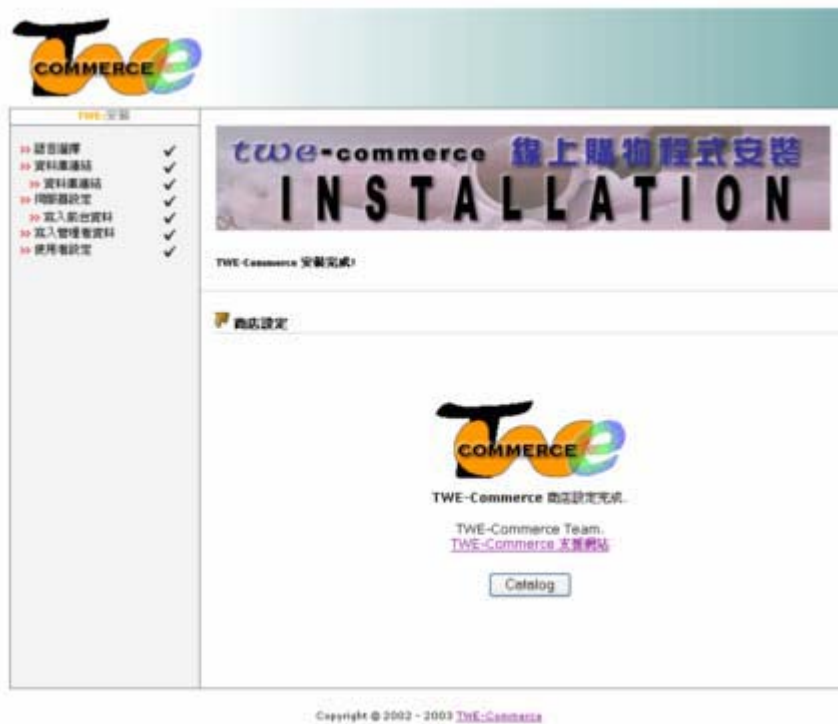 TWE COMMERCE
TWE-安裝
語言選擇
資料庫連結
資料庫連結
伺服器設定
寫入前台資料
寫入管理者資料
使用者設定
twe-commerce 線上購物程式安裝
INSTALLATION
TWE-Commerce 安裝完成!
商店設定
TWE COMMERCE
TWE-Commerce 商店設定完成.
TWE-Commerce Team.
TWE-Commerce 支援網站
Catalog
Copyright © 2002 - 2003 TWE-Commerce